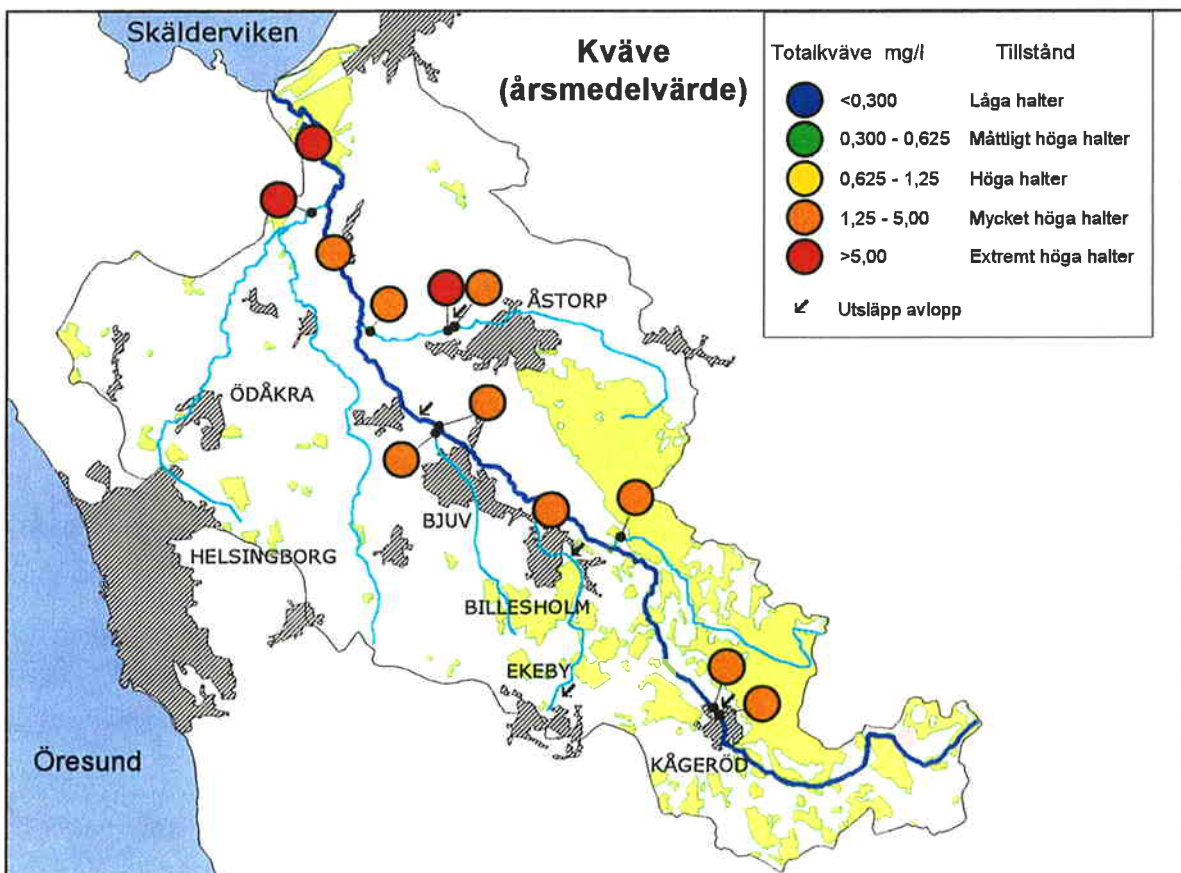 Skälderviken
Kväve
(årsmedelvärde)
Totalkväve mg/l Tillstånd
<0,300 Låga halter
0,300 - 0,625 Måttligt höga halter
0,625 - 1,25 Höga halter
1,25 - 5,00 Mycket höga halter
>5,00 Extremt höga halter
Utsläpp avlopp
ÅSTORP
ÖDÅKRA
BJUV
HELSINGBORG
BILLESHOLM
EKEBY
Öresund
KÅGERÖD